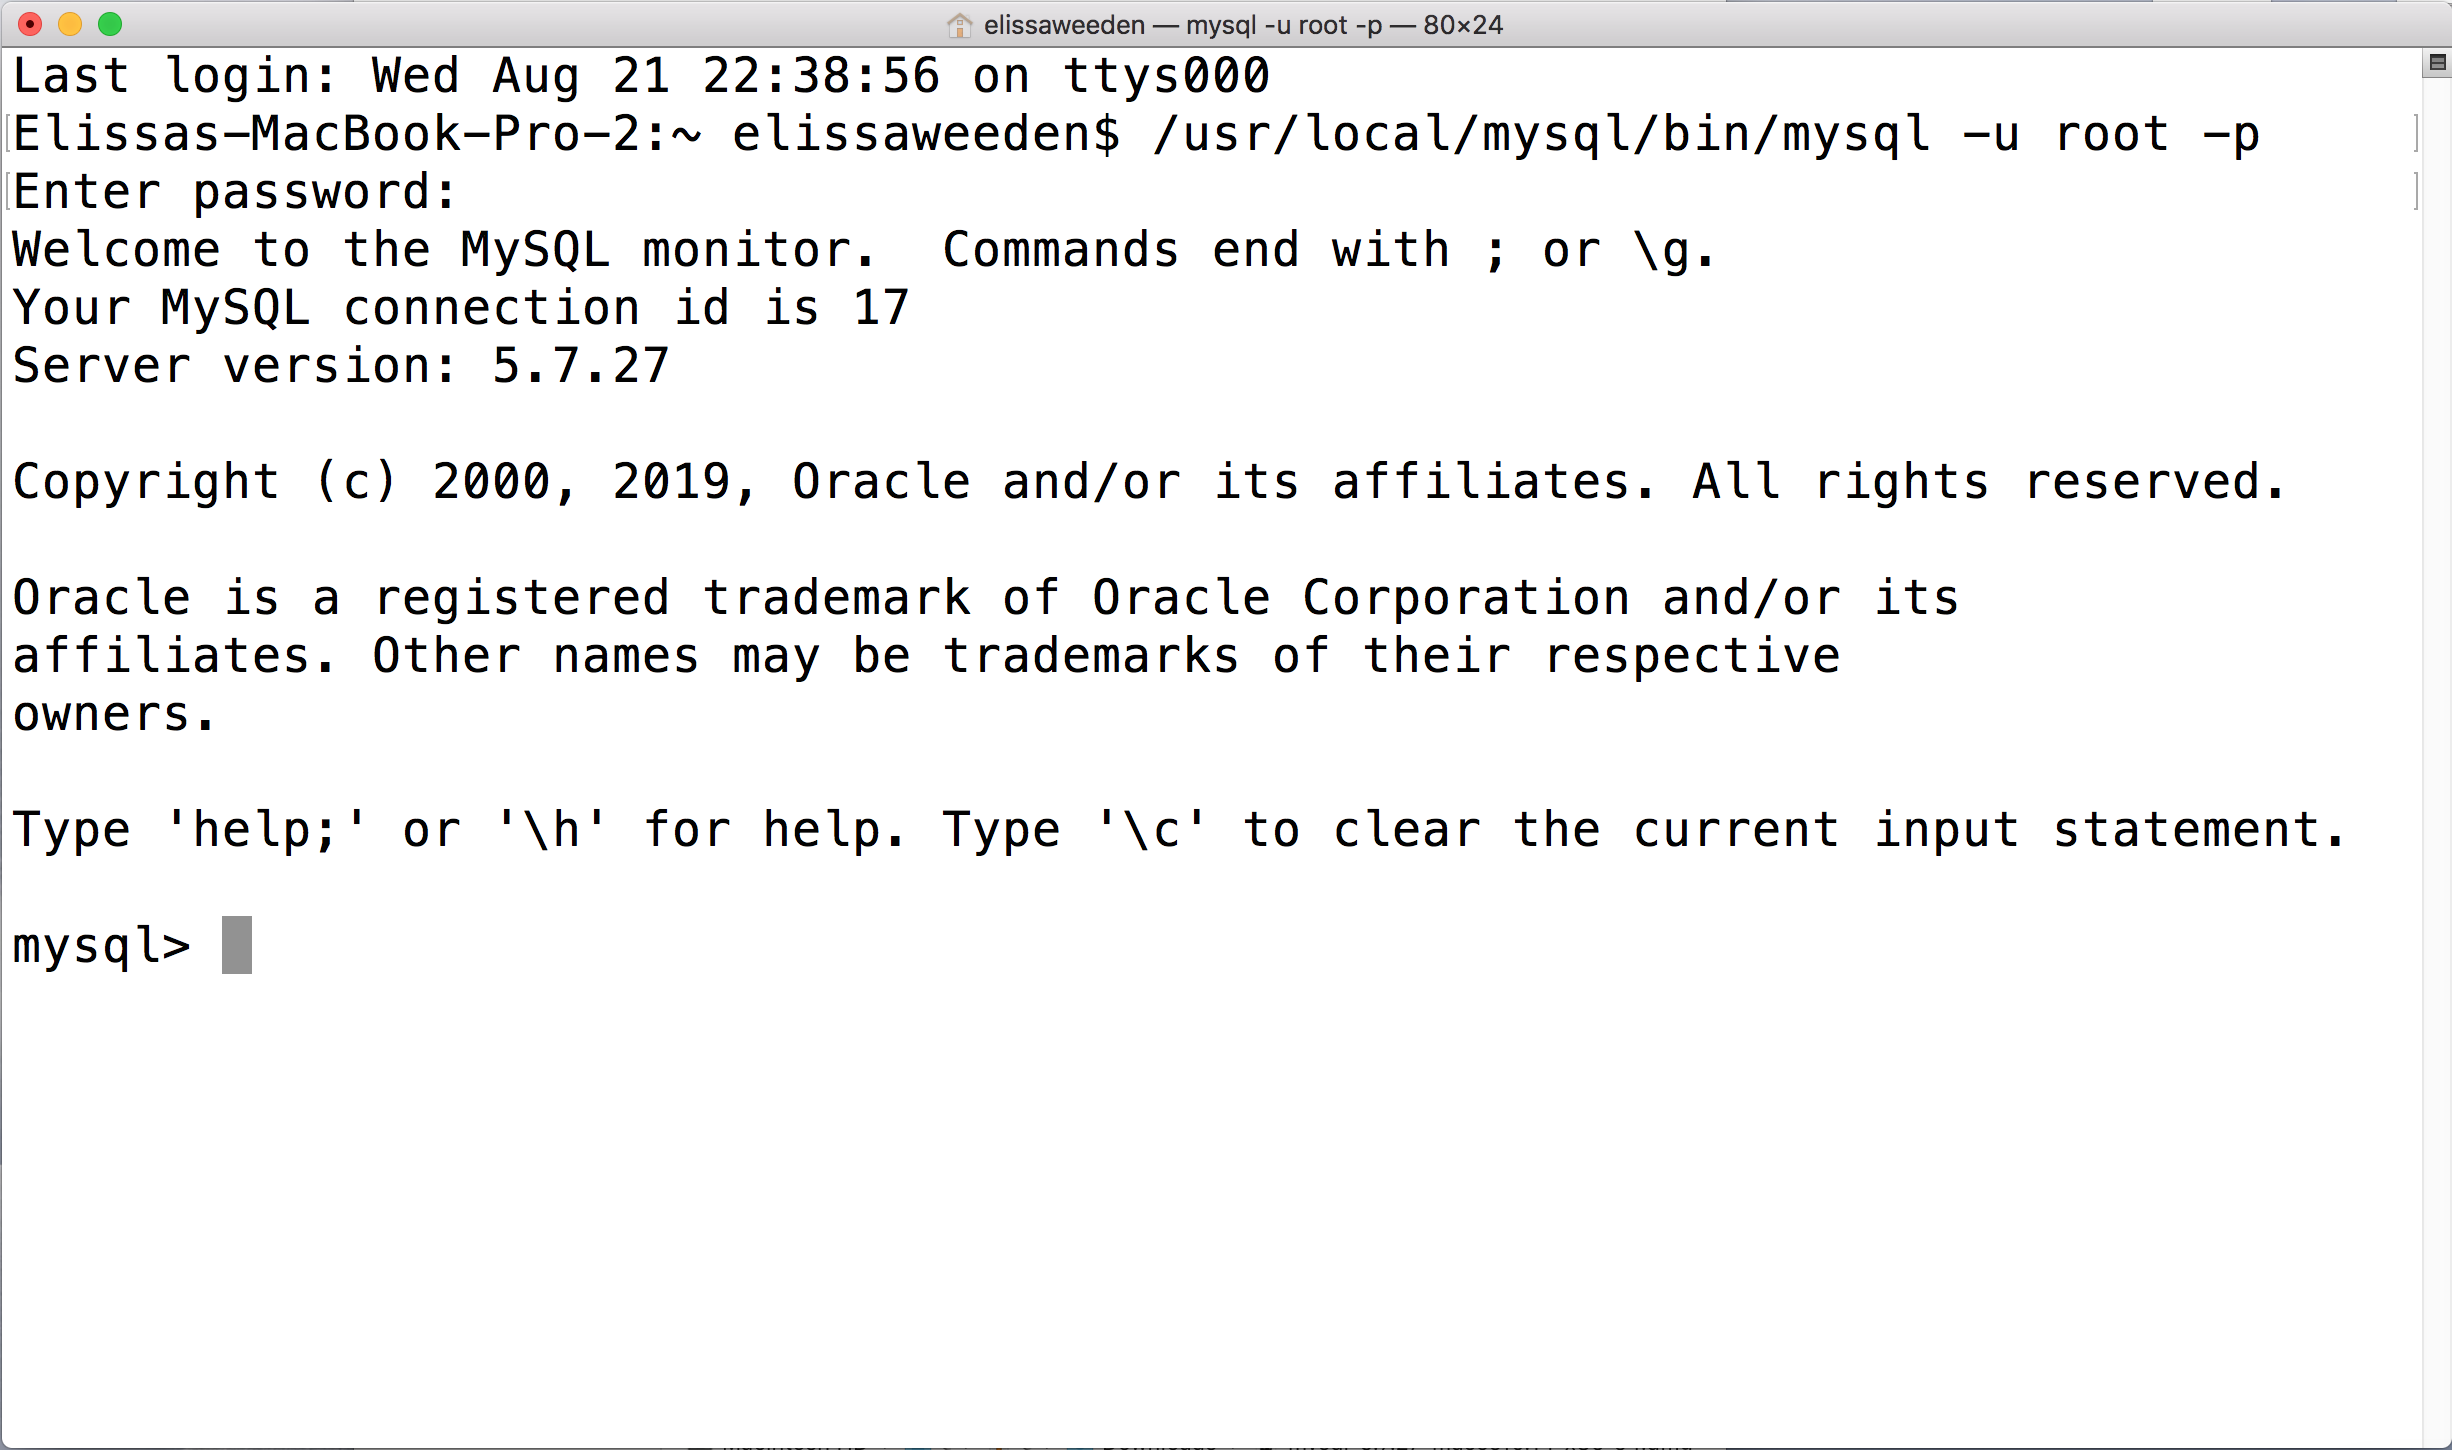 elissaweeden — mysql -u root -p — 80×24
Last login: Wed Aug 21 22:38:56 on ttys000
Elissas-MacBook-Pro-2:~ elissaweeden$ /usr/local/mysql/bin/mysql -u root -p
Enter password:
Welcome to the MySQL monitor.  Commands end with ; or \g.
Your MySQL connection id is 17
Server version: 5.7.27
Copyright (c) 2000, 2019, Oracle and/or its affiliates. All rights reserved.
Oracle is a registered trademark of Oracle Corporation and/or its
affiliates. Other names may be trademarks of their respective
owners.
Type 'help;' or '\h' for help. Type '\c' to clear the current input statement.
mysql>